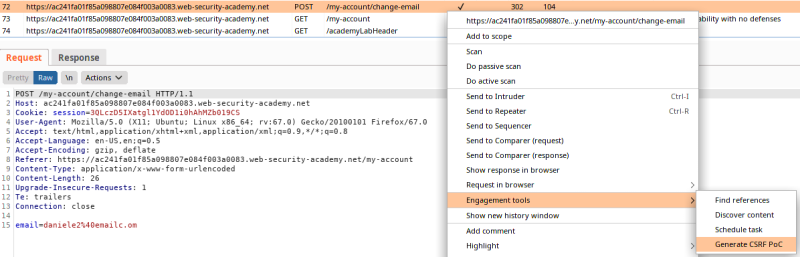 72 https://ac241fa01f85a098807e084f003a0083.web-security-academy.net POST /my-account/change-email ✓ 302 104
73 https://ac241fa01f85a098807e084f003a0083.web-security-academy.net GET /my-account ability with no defenses
74 https://ac241fa01f85a098807e084f003a0083.web-security-academy.net GET /academyLabHeader
https://ac241fa01f85a098807e...y.net/my-account/change-email
Add to scope
Scan
Do passive scan
Do active scan
Send to Intruder Ctrl-I
Send to Repeater Ctrl-R
Send to Sequencer
Send to Comparer (request)
Send to Comparer (response)
Show response in browser
Request in browser
Engagement tools
Show new history window
Add comment
Highlight
Find references
Discover content
Schedule task
Generate CSRF PoC
Request Response
Pretty Raw \n Actions
1 POST /my-account/change-email HTTP/1.1
2 Host: ac241fa01f85a098807e084f003a0083.web-security-academy.net
3 Cookie: session=3QLczD5IXatgl1YdOD1i0hAhMZb019CS
4 User-Agent: Mozilla/5.0 (X11; Ubuntu; Linux x86_64; rv:67.0) Gecko/20100101 Firefox/67.0
5 Accept: text/html,application/xhtml+xml,application/xml;q=0.9,*/*;q=0.8
6 Accept-Language: en-US,en;q=0.5
7 Accept-Encoding: gzip, deflate
8 Referer: https://ac241fa01f85a098807e084f003a0083.web-security-academy.net/my-account
9 Content-Type: application/x-www-form-urlencoded
10 Content-Length: 26
11 Upgrade-Insecure-Requests: 1
12 Te: trailers
13 Connection: close
14
15 email=daniele2%40emailc.om